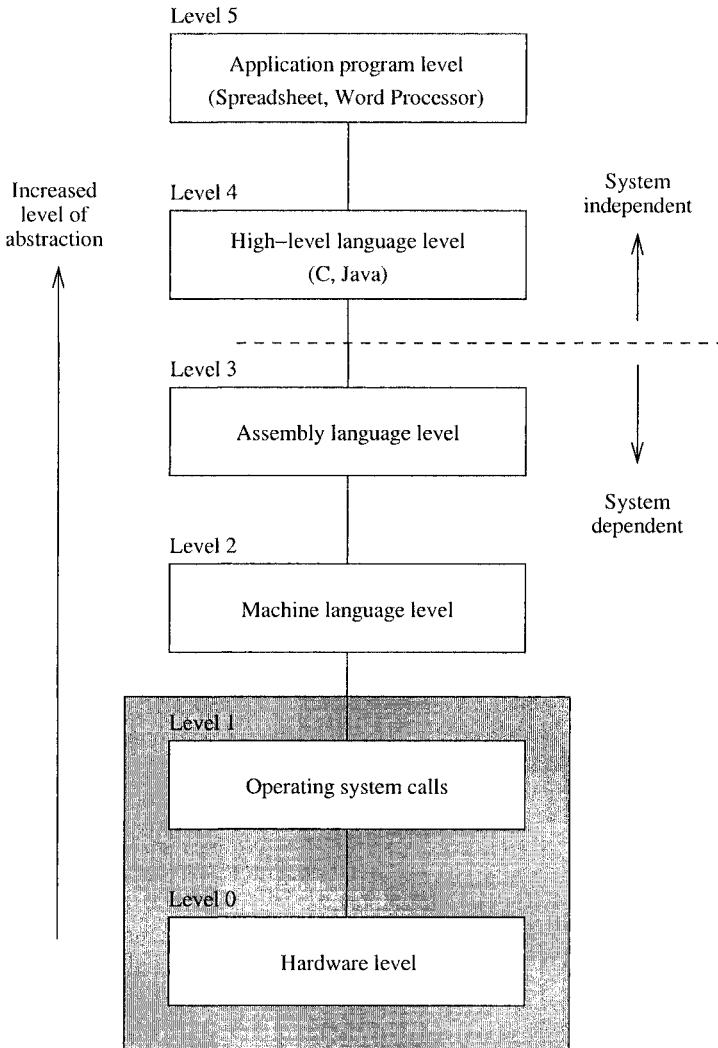 Level 5
Application program level
(Spreadsheet, Word Processor)
Increased
level of
abstraction
Level 4
High-level language level
(C, Java)
System
independent
Level 3
Assembly language level
System
dependent
Level 2
Machine language level
Level 1
Operating system calls
Level 0
Hardware level